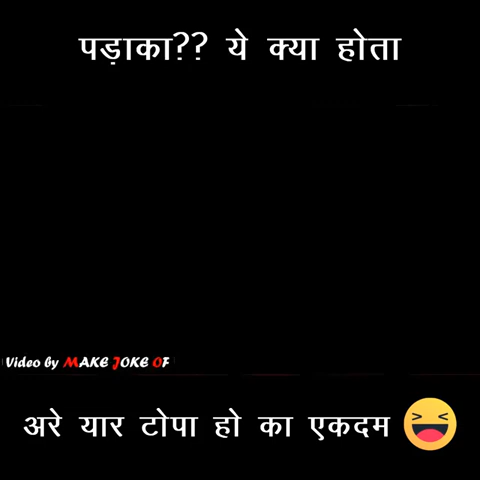 पड़ाका?? ये क्या होता
Video by MAKE JOKE OF
अरे यार टोपा हो का एकदम